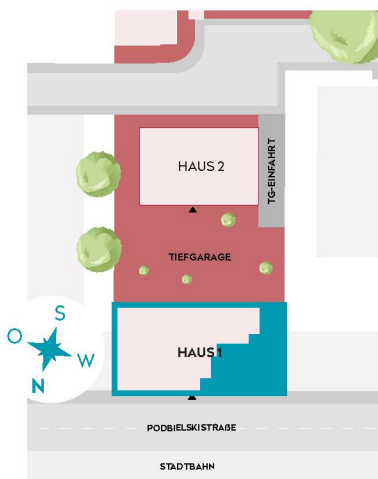 HAUS 2
TG-EINFAHRT
TIEFGARAGE
S
O
W
N
HAUS 1
PODBIELSKISTRAßE
STADTBAHN